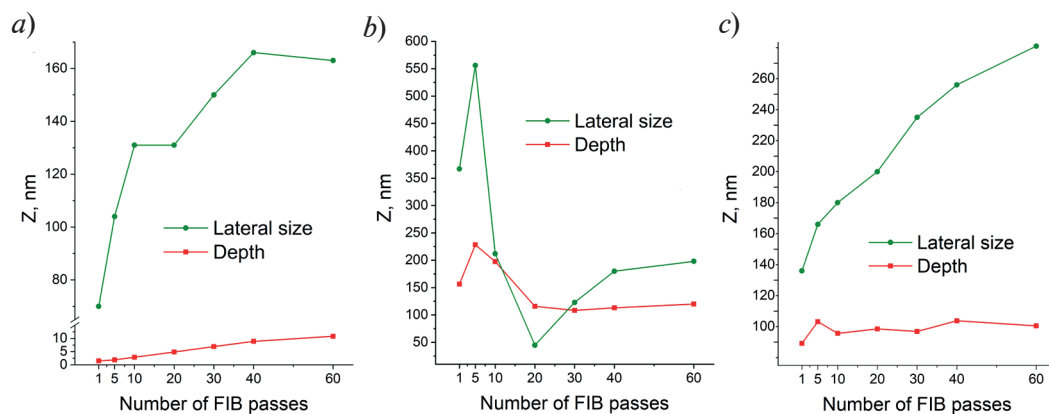 a)
Z, nm
160
140
120
100
80
10
5
0
Lateral size
Depth
1 5 10 20 30 40 60
Number of FIB passes
b)
Z, nm
600
550
500
450
400
350
300
250
200
150
100
50
Lateral size
Depth
1 5 10 20 30 40 60
Number of FIB passes
c)
Z, nm
260
240
220
200
180
160
140
120
100
Lateral size
Depth
1 5 10 20 30 40 60
Number of FIB passes